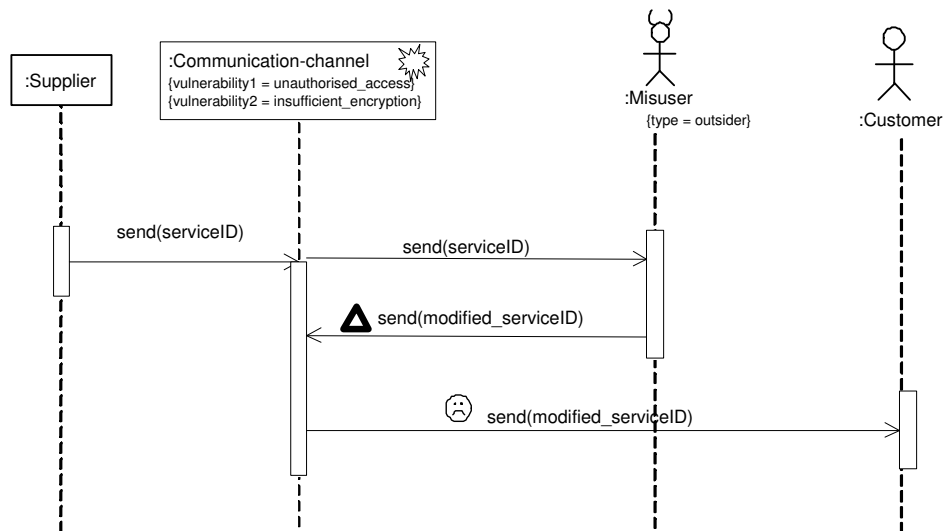 :Supplier
:Communication-channel
{vulnerability1 = unauthorised_access}
{vulnerability2 = insufficient_encryption}
:Misuser
{type = outsider}
:Customer
send(serviceID)
send(serviceID)
send(modified_serviceID)
send(modified_serviceID)